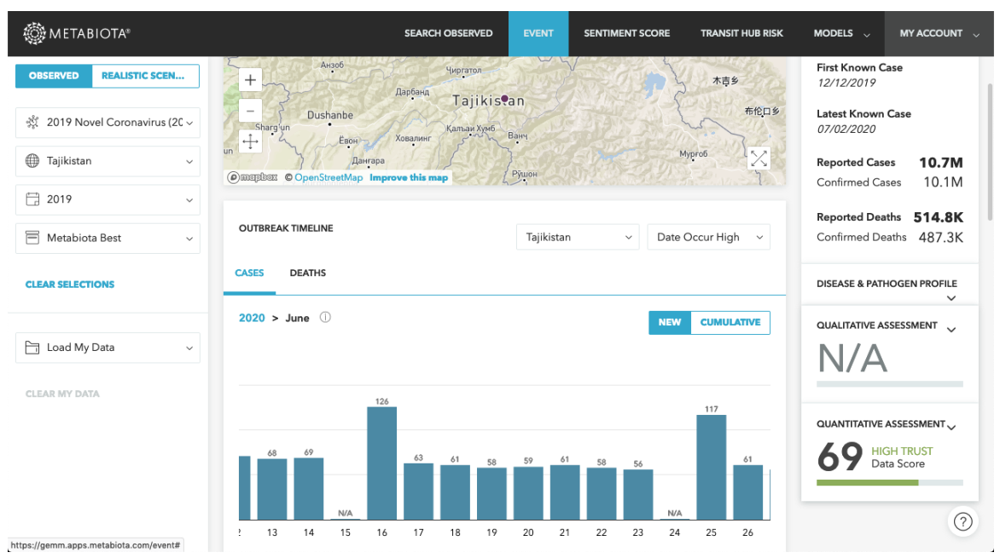 METABIOTA®
SEARCH OBSERVED
EVENT
SENTIMENT SCORE
TRANSIT HUB RISK
MODELS
MY ACCOUNT
OBSERVED
REALISTIC SCEN...
2019 Novel Coronavirus (20
Tajikistan
2019
Metabiota Best
CLEAR SELECTIONS
Load My Data
CLEAR MY DATA
https://gemm.apps.metabiota.com/event#
+
−
Анзоб
Чиргатол
木吉乡
Дарбанд
Tajikistan
布伦口乡
Dushanbe
Sharg'un
Қалъаи Хумб
Ёвон
Ховалинг
Ванҷ
un
Данғара
Мурғоб
Рӯшон
mapbox © OpenStreetMap Improve this map
OUTBREAK TIMELINE
Tajikistan
Date Occur High
CASES
DEATHS
2020 > June
NEW
CUMULATIVE
68 69 N/A 126 63 61 58 59 61 58 56 N/A 117 61
13 14 15 16 17 18 19 20 21 22 23 24 25 26
First Known Case
12/12/2019
Latest Known Case
07/02/2020
Reported Cases 10.7M
Confirmed Cases 10.1M
Reported Deaths 514.8K
Confirmed Deaths 487.3K
DISEASE & PATHOGEN PROFILE
QUALITATIVE ASSESSMENT
N/A
QUANTITATIVE ASSESSMENT
69 HIGH TRUST
Data Score
?